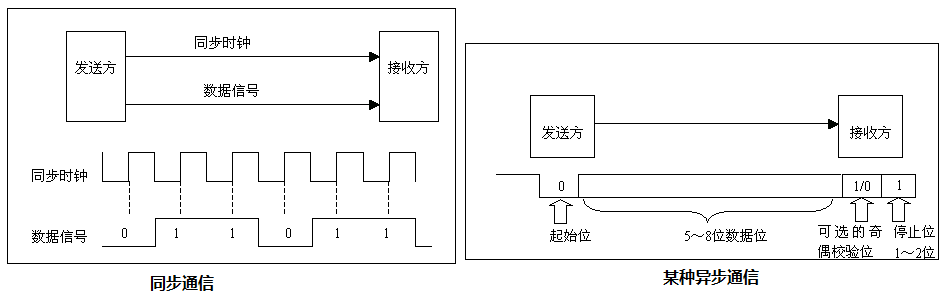 同步时钟
发送方
接收方
数据信号
同步时钟
数据信号
0 1 1 0 1 1
同步通信
发送方
接收方
0
1/0
1
起始位
5～8位数据位
可选的奇
偶校验位
停止位
1～2位
某种异步通信